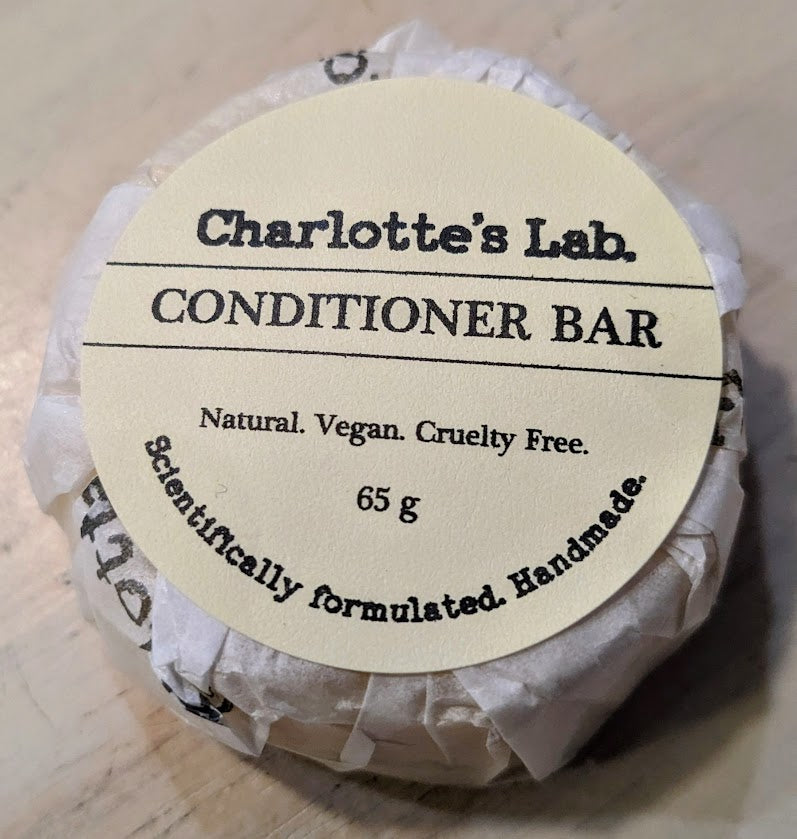 Charlotte's Lab.
CONDITIONER BAR
Natural. Vegan. Cruelty Free.
65 g
Scientifically formulated. Handmade.